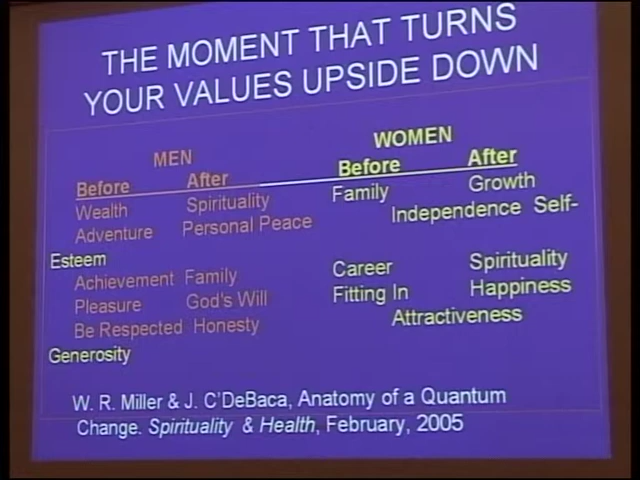 THE MOMENT THAT TURNS
YOUR VALUES UPSIDE DOWN
MEN WOMEN
Before After Before After
Wealth Spirituality Family Growth
Adventure Personal Peace Independence Self-
Esteem
Achievement Family Career Spirituality
Pleasure God's Will Fitting In Happiness
Be Respected Honesty Attractiveness
Generosity
W. R. Miller & J. C'DeBaca, Anatomy of a Quantum
Change. Spirituality & Health, February, 2005